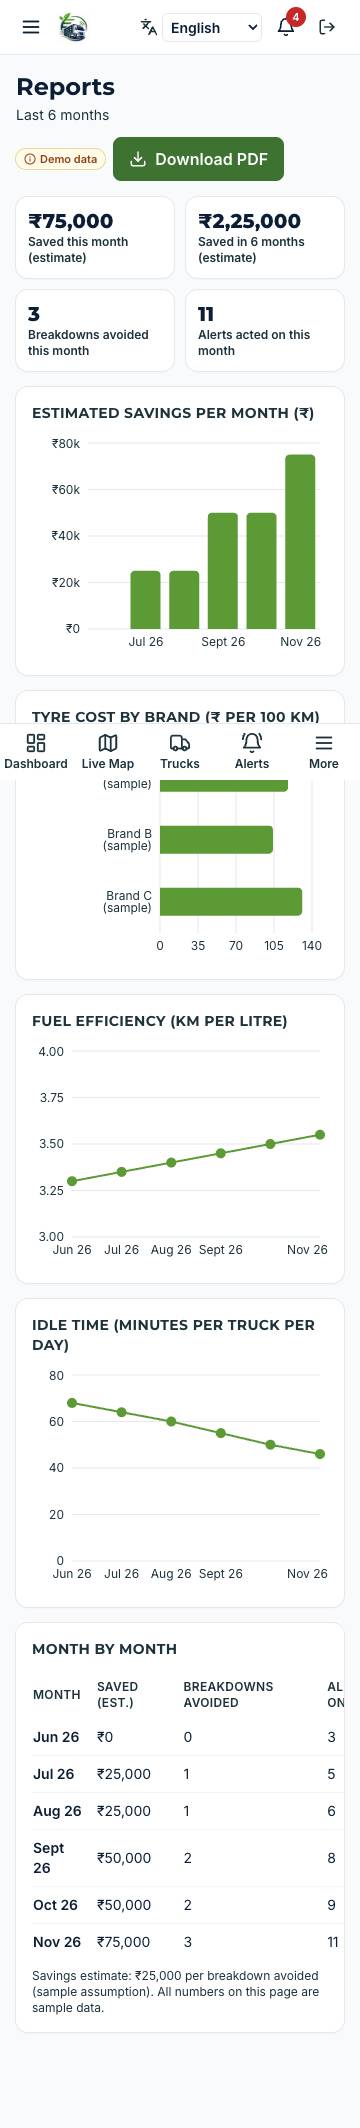 English
4
Reports
Last 6 months
Demo data
Download PDF
₹75,000
Saved this month
(estimate)
₹2,25,000
Saved in 6 months
(estimate)
3
Breakdowns avoided
this month
11
Alerts acted on this
month
ESTIMATED SAVINGS PER MONTH (₹)
₹80k
₹60k
₹40k
₹20k
₹0
Jul 26 Sept 26 Nov 26
TYRE COST BY BRAND (₹ PER 100 KM)
Dashboard Live Map Trucks Alerts More
(sample)
Brand B
(sample)
Brand C
(sample)
0 35 70 105 140
FUEL EFFICIENCY (KM PER LITRE)
4.00
3.75
3.50
3.25
3.00
Jun 26 Jul 26 Aug 26 Sept 26 Nov 26
IDLE TIME (MINUTES PER TRUCK PER
DAY)
80
60
40
20
0
Jun 26 Jul 26 Aug 26 Sept 26 Nov 26
MONTH BY MONTH
MONTH SAVED (EST.) BREAKDOWNS AVOIDED
Jun 26 ₹0 0 3
Jul 26 ₹25,000 1 5
Aug 26 ₹25,000 1 6
Sept 26 ₹50,000 2 8
Oct 26 ₹50,000 2 9
Nov 26 ₹75,000 3 11
Savings estimate: ₹25,000 per breakdown avoided
(sample assumption). All numbers on this page are
sample data.